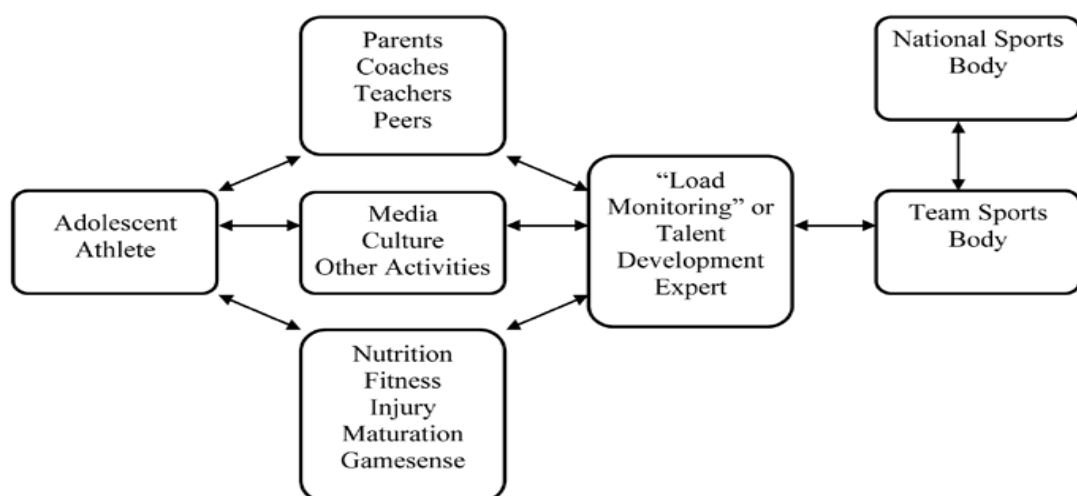 Parents
Coaches
Teachers
Peers
National Sports
Body
Adolescent
Athlete
Media
Culture
Other Activities
“Load
Monitoring” or
Talent
Development
Expert
Team Sports
Body
Nutrition
Fitness
Injury
Maturation
Gamesense